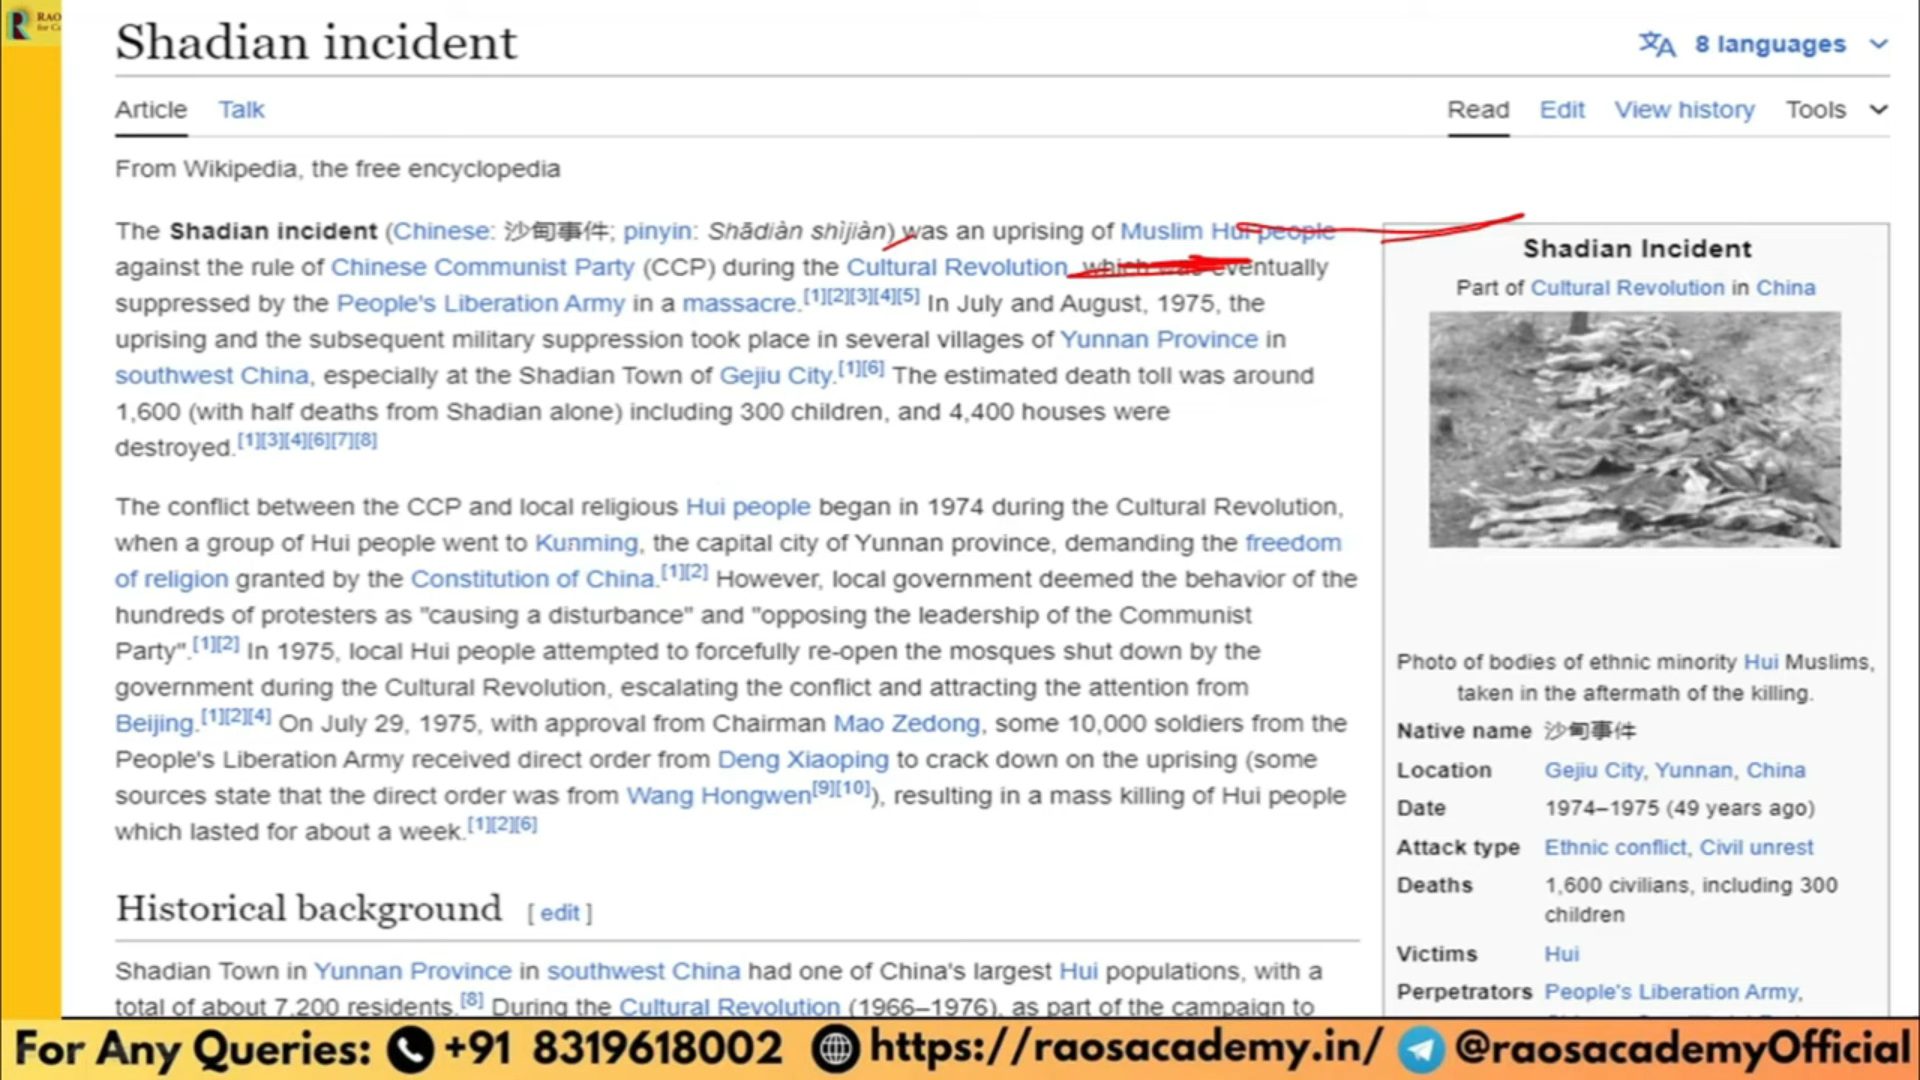 RAO
for Co
Shadian incident
8 languages
Article Talk
Read Edit View history Tools
From Wikipedia, the free encyclopedia
The Shadian incident (Chinese: 沙甸事件; pinyin: Shādiàn shìjiàn) was an uprising of Muslim Hui people
against the rule of Chinese Communist Party (CCP) during the Cultural Revolution, which was eventually
suppressed by the People's Liberation Army in a massacre.[1][2][3][4][5] In July and August, 1975, the
uprising and the subsequent military suppression took place in several villages of Yunnan Province in
southwest China, especially at the Shadian Town of Gejiu City.[1][6] The estimated death toll was around
1,600 (with half deaths from Shadian alone) including 300 children, and 4,400 houses were
destroyed.[1][3][4][6][7][8]
The conflict between the CCP and local religious Hui people began in 1974 during the Cultural Revolution,
when a group of Hui people went to Kunming, the capital city of Yunnan province, demanding the freedom
of religion granted by the Constitution of China.[1][2] However, local government deemed the behavior of the
hundreds of protesters as "causing a disturbance" and "opposing the leadership of the Communist
Party".[1][2] In 1975, local Hui people attempted to forcefully re-open the mosques shut down by the
government during the Cultural Revolution, escalating the conflict and attracting the attention from
Beijing.[1][2][4] On July 29, 1975, with approval from Chairman Mao Zedong, some 10,000 soldiers from the
People's Liberation Army received direct order from Deng Xiaoping to crack down on the uprising (some
sources state that the direct order was from Wang Hongwen[9][10]), resulting in a mass killing of Hui people
which lasted for about a week.[1][2][6]
Historical background [ edit ]
Shadian Town in Yunnan Province in southwest China had one of China's largest Hui populations, with a
total of about 7,200 residents.[8] During the Cultural Revolution (1966–1976), as part of the campaign to
Shadian Incident
Part of Cultural Revolution in China
Photo of bodies of ethnic minority Hui Muslims,
taken in the aftermath of the killing.
Native name 沙甸事件
Location Gejiu City, Yunnan, China
Date 1974–1975 (49 years ago)
Attack type Ethnic conflict, Civil unrest
Deaths 1,600 civilians, including 300
children
Victims Hui
Perpetrators People's Liberation Army,
For Any Queries: +91 8319618002 https://raosacademy.in/ @raosacademyOfficial